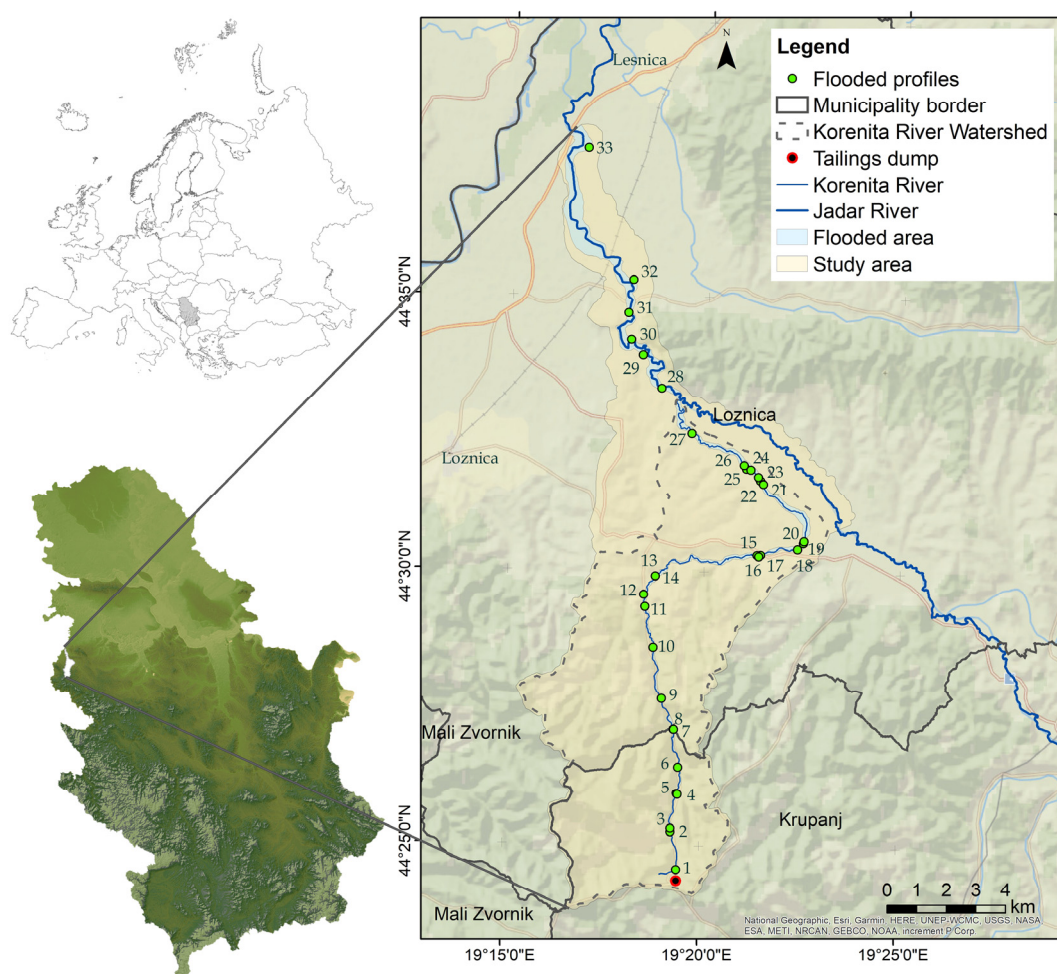 N
Lesnica
Legend
Flooded profiles
Municipality border
Korenita River Watershed
Tailings dump
Korenita River
Jadar River
Flooded area
Study area
33
32
31
30
29
28
Loznica
27
Loznica
26
24
25
23
22
21
20
19
15
16
17
18
13
14
12
11
10
9
8
7
Mali Zvornik
6
5
4
3
2
Krupanj
1
Mali Zvornik
0 1 2 3 4
km
National Geographic, Esri, Garmin, HERE, UNEP-WCMC, USGS, NASA
ESA, METI, NRCAN, GEBCO, NOAA, increment P Corp.
44°35'0"N
44°30'0"N
44°25'0"N
19°15'0"E
19°20'0"E
19°25'0"E